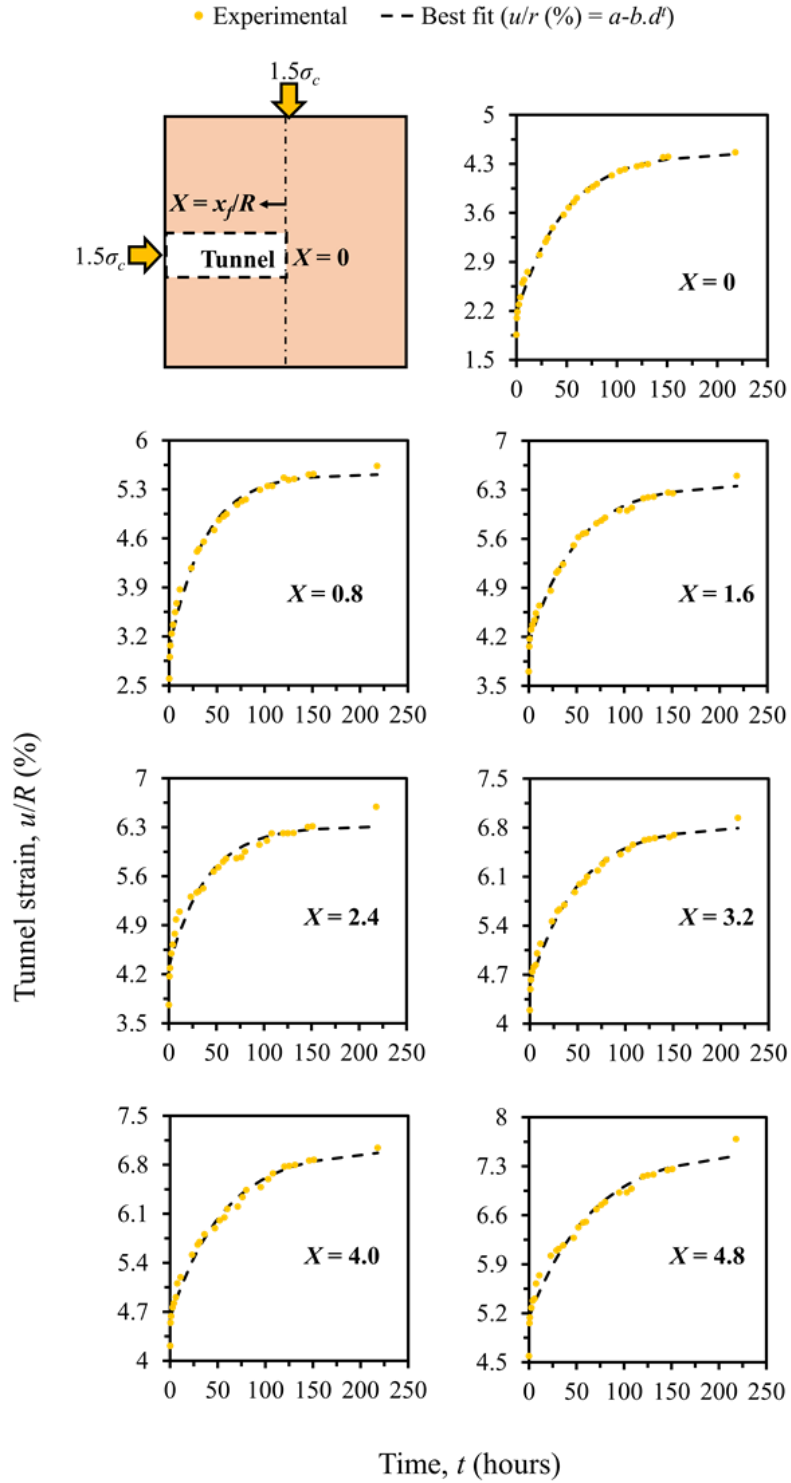 Experimental Best fit (u/r (%) = a-b.dᵗ)
1.5σc
X = xf/R
1.5σc
Tunnel X = 0
5
4.3
3.6
2.9
2.2
1.5
X = 0
0 50 100 150 200 250
6
5.3
4.6
3.9
3.2
2.5
X = 0.8
0 50 100 150 200 250
7
6.3
5.6
4.9
4.2
3.5
X = 1.6
0 50 100 150 200 250
Tunnel strain, u/R (%)
7
6.3
5.6
4.9
4.2
3.5
X = 2.4
0 50 100 150 200 250
7.5
6.8
6.1
5.4
4.7
4
X = 3.2
0 50 100 150 200 250
7.5
6.8
6.1
5.4
4.7
4
X = 4.0
0 50 100 150 200 250
8
7.3
6.6
5.9
5.2
4.5
X = 4.8
0 50 100 150 200 250
Time, t (hours)